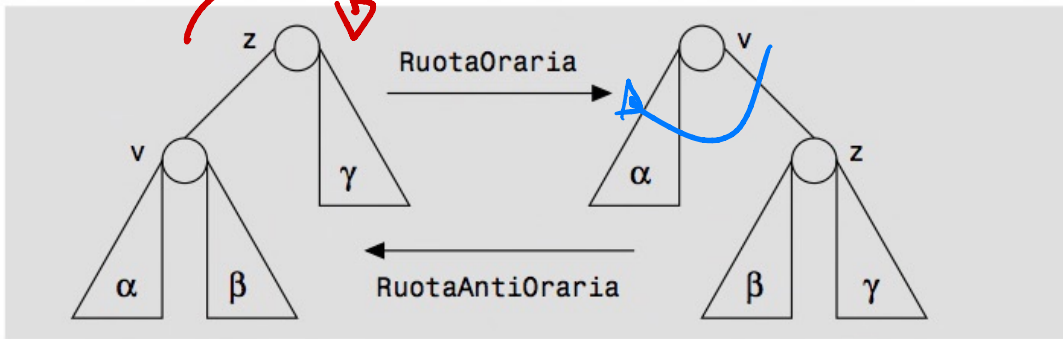 z
v
RuotaOraria
v
z
γ
α
α
β
RuotaAntiOraria
β
γ